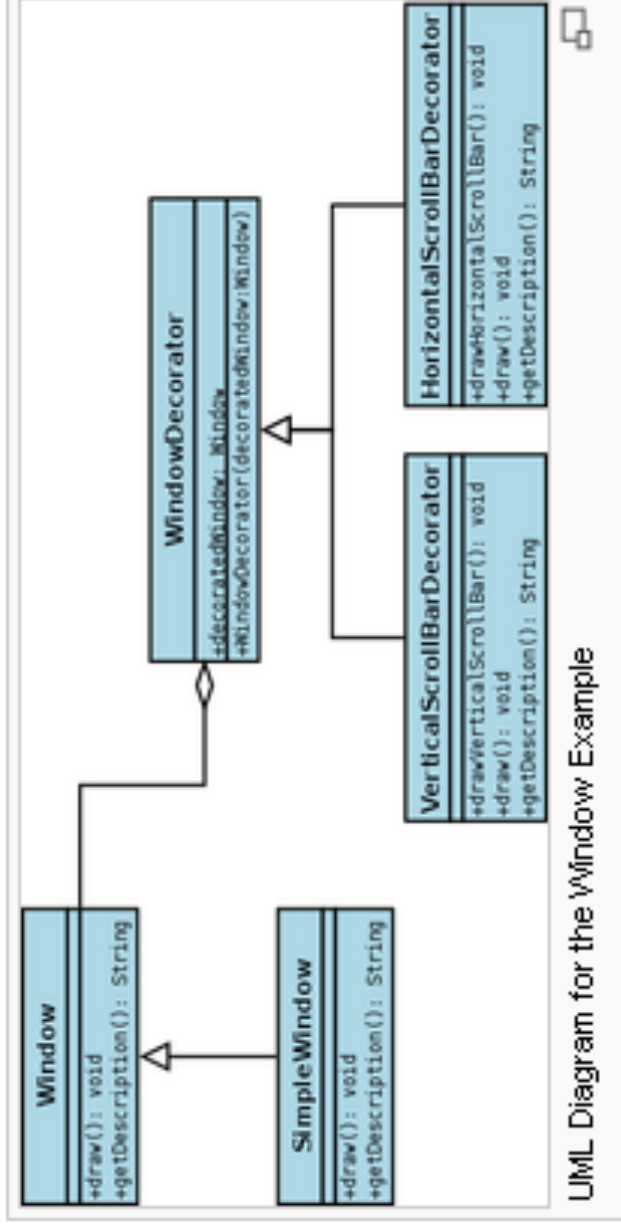 Window
+draw(): void
+getDescription(): String
SimpleWindow
+draw(): void
+getDescription(): String
WindowDecorator
+decoratedWindow: Window
+WindowDecorator(decoratedWindow:Window)
VerticalScrollBarDecorator
+drawVerticalScrollBar(): void
+draw(): void
+getDescription(): String
HorizontalScrollBarDecorator
+drawHorizontalScrollBar(): void
+draw(): void
+getDescription(): String
UML Diagram for the Window Example